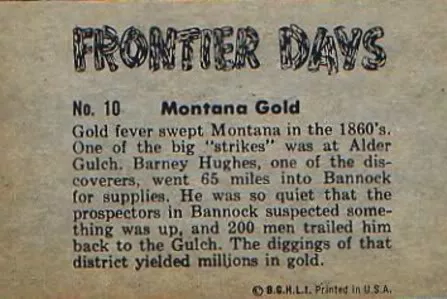 FRONTIER DAYS
No. 10 Montana Gold
Gold fever swept Montana in the 1860's.
One of the big "strikes" was at Alder
Gulch. Barney Hughes, one of the dis-
coverers, went 65 miles into Bannock
for supplies. He was so quiet that the
prospectors in Bannock suspected some-
thing was up, and 200 men trailed him
back to the Gulch. The diggings of that
district yielded millions in gold.
© B.G.H.L.I. Printed in U.S.A.